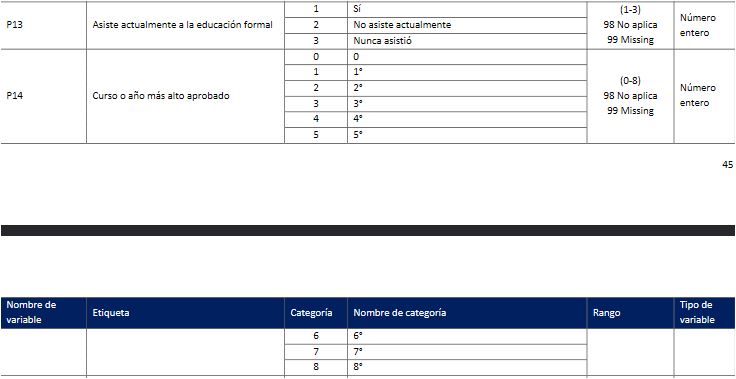 P13 Asiste actualmente a la educación formal 1 Sí (1-3) Número entero
2 No asiste actualmente 98 No aplica
3 Nunca asistió 99 Missing
P14 Curso o año más alto aprobado 0 0 (0-8) Número entero
1 1° 98 No aplica
2 2° 99 Missing
3 3°
4 4°
5 5°
45
Nombre de variable Etiqueta Categoría Nombre de categoría Rango Tipo de variable
6 6°
7 7°
8 8°